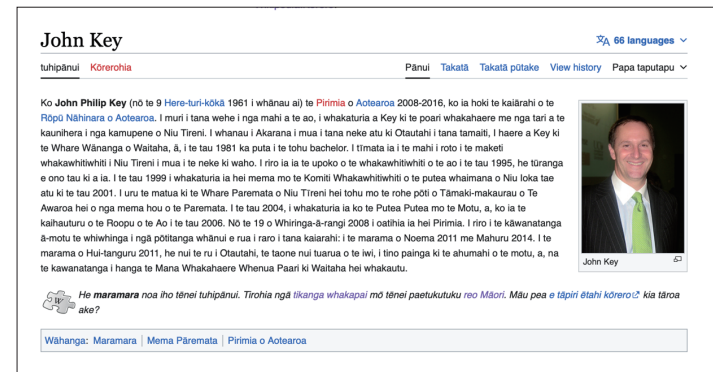 John Key
66 languages
tuhipānui Kōrerohia Pānui Takatā Takatā pūtake View history Papa taputapu
Ko John Philip Key (nō te 9 Here-turi-kōkā 1961 i whānau ai) te Pirimia o Aotearoa 2008-2016, ko ia hoki te kaiārahi o te
Rōpū Nāhinara o Aotearoa. I muri i tana wehe i nga mahi a te ao, i whakaturia a Key ki te poari whakahaere me nga tari a te
kaunihera i nga kamupene o Niu Tireni. I whanau i Akarana i mua i tana neke atu ki Otautahi i tana tamaiti, I haere a Key ki
te Whare Wānanga o Waitaha, ā, i te tau 1981 ka puta i te tohu bachelor. I tīmata ia i te mahi i roto i te maketi
whakawhitiwhiti i Niu Tireni i mua i te neke ki waho. I riro ia ia te upoko o te whakawhitiwhiti o te ao i te tau 1995, he tūranga
e ono tau ki a ia. I te tau 1999 i whakaturia ia hei mema mo te Komiti Whakawhitiwhiti o te putea whaimana o Niu Ioka tae
atu ki te tau 2001. I uru te matua ki te Whare Paremata o Niu Tīreni hei tohu mo te rohe pōti o Tāmaki-makaurau o Te
Awaroa hei o nga mema hou o te Paremata. I te tau 2004, i whakaturia ia ko te Putea Putea mo te Motu, a, ko ia te
kaihauturu o te Roopu o te Ao i te tau 2006. Nō te 19 o Whiringa-ā-rangi 2008 i oatihia ia hei Pirimia. I riro i te kāwanatanga
ā-motu te whiwhinga i ngā pōtitanga whānui e rua i raro i tana kaiarahi: i te marama o Noema 2011 me Mahuru 2014. I te
marama o Hui-tanguru 2011, he nui te ru i Otautahi, te taone nui tuarua o te iwi, i tino painga ki te ahumahi o te motu, a, na
te kawanatanga i hanga te Mana Whakahaere Whenua Paari ki Waitaha hei whakautu.
John Key
He maramara noa iho tēnei tuhipānui. Tirohia ngā tikanga whakapai mō tēnei paetukutuku reo Māori. Māu pea e tāpiri ētahi kōrero kia tāroa
ake?
Wāhanga: Maramara | Mema Pāremata | Pirimia o Aotearoa